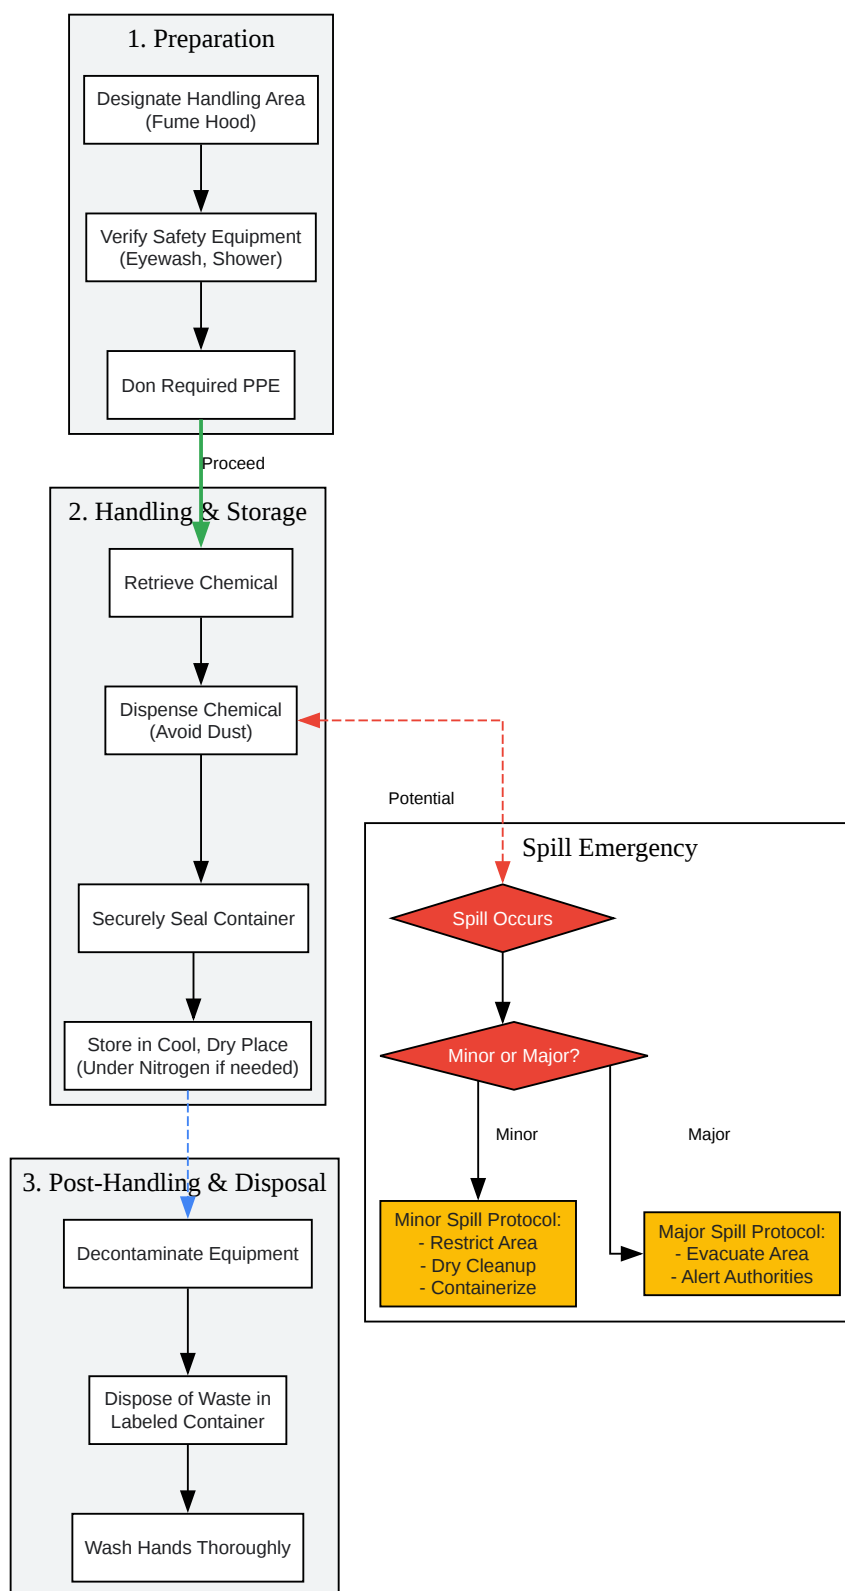 1. Preparation
Designate Handling Area
(Fume Hood)
Verify Safety Equipment
(Eyewash, Shower)
Don Required PPE
Proceed
2. Handling & Storage
Retrieve Chemical
Dispense Chemical
(Avoid Dust)
Securely Seal Container
Store in Cool, Dry Place
(Under Nitrogen if needed)
Potential
Spill Emergency
Spill Occurs
Minor or Major?
Minor
Major
Minor Spill Protocol:
- Restrict Area
- Dry Cleanup
- Containerize
Major Spill Protocol:
- Evacuate Area
- Alert Authorities
3. Post-Handling & Disposal
Decontaminate Equipment
Dispose of Waste in
Labeled Container
Wash Hands Thoroughly